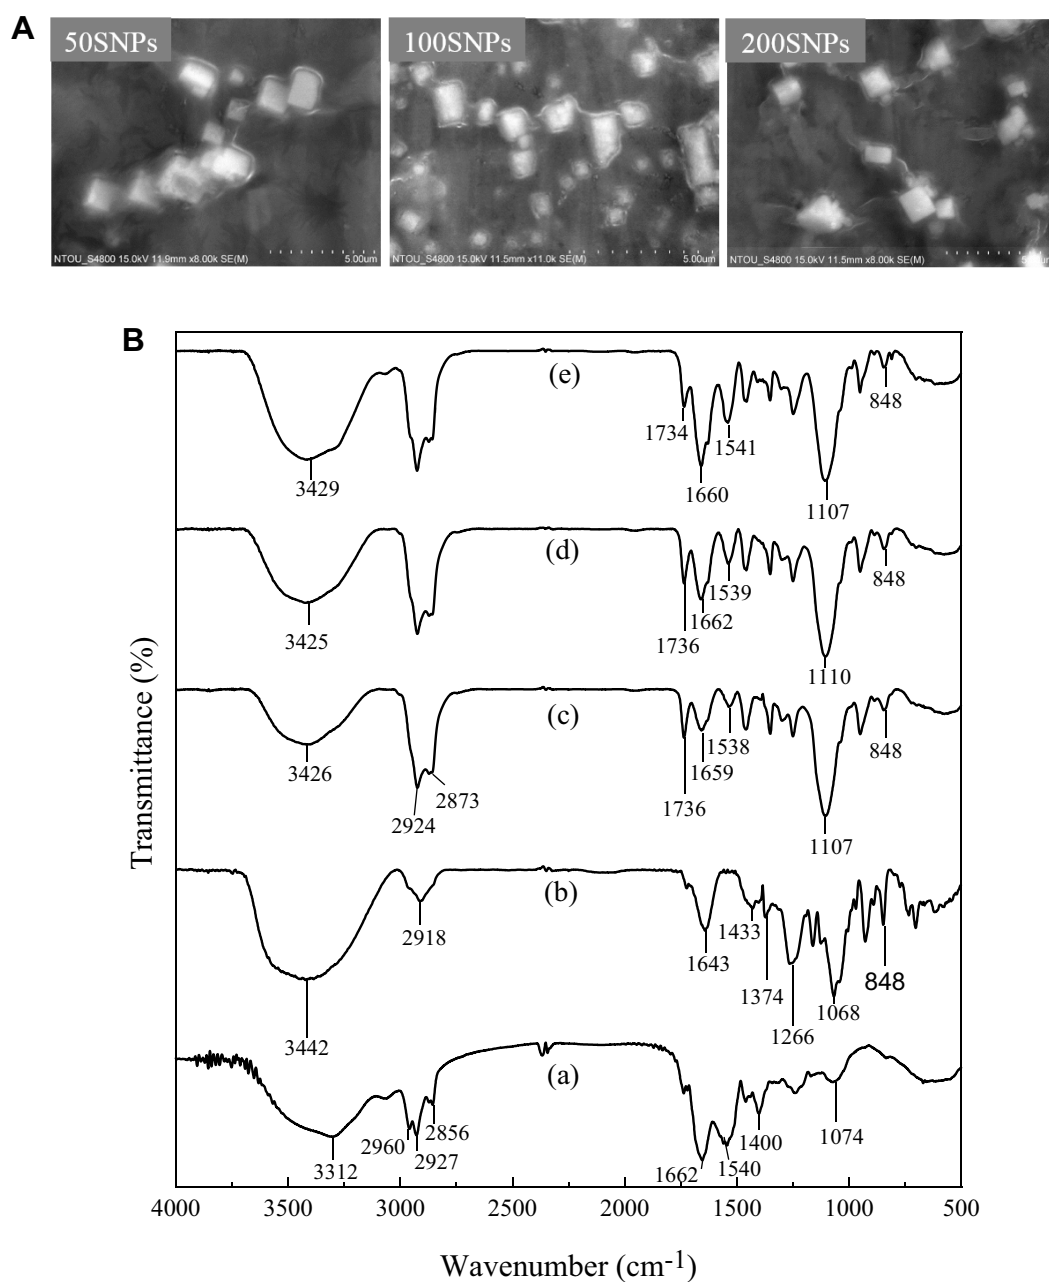 A
50SNPs
100SNPs
200SNPs
NTOU_S4800 15.0kV 11.9mm x8.00k SE(M)
5.00um
NTOU_S4800 15.0kV 11.5mm x11.0k SE(M)
5.00um
NTOU_S4800 15.0kV 11.5mm x8.00k SE(M)
B
(e)
1734
1541
848
3429
1660
1107
(d)
1539
848
1662
3425
1736
1110
(c)
1538
848
3426
1659
2873
1736
2924
1107
(b)
2918
1433
1643
848
1374
1068
1266
3442
(a)
2856
2960
2927
1400
1074
3312
1662
1540
4000
3500
3000
2500
2000
1500
1000
500
Transmittance (%)
Wavenumber (cm-1)